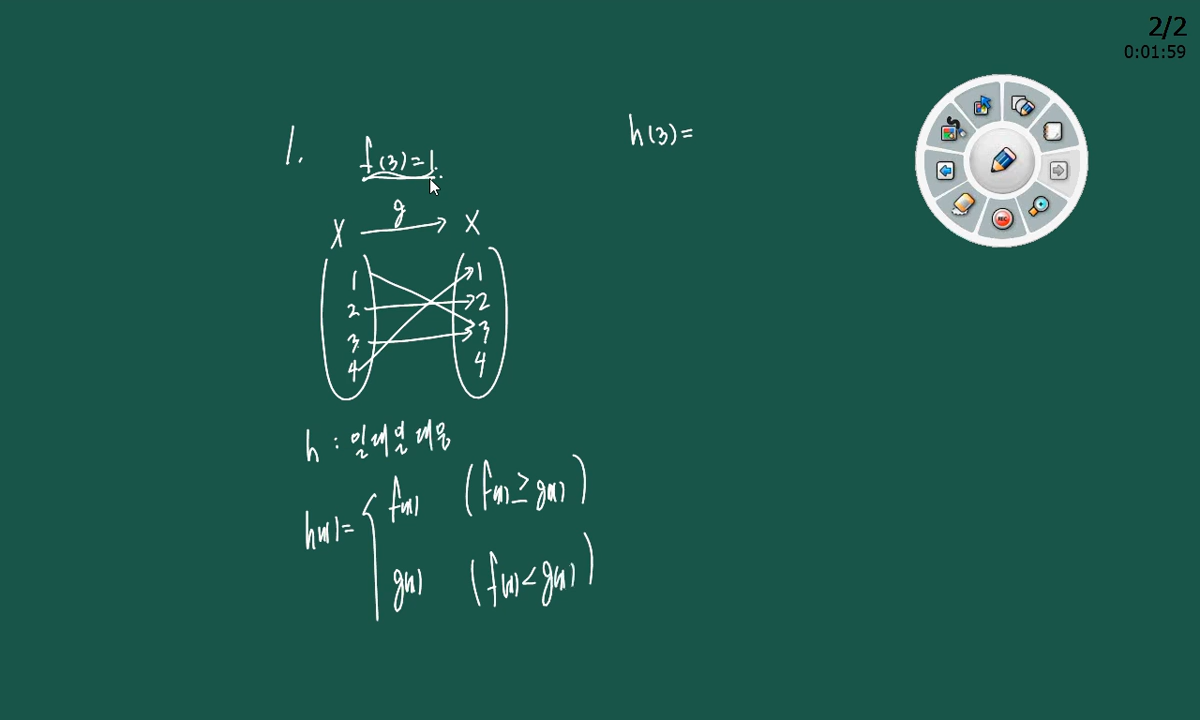 2/2
0:01:59
1. f(3)=1.
h(3)=
X g X
1 1
2 2
3 3
4 4
h : 일대일 대응
h(x)= f(x) (f(x)≥g(x))
g(x) (f(x)<g(x))
REC